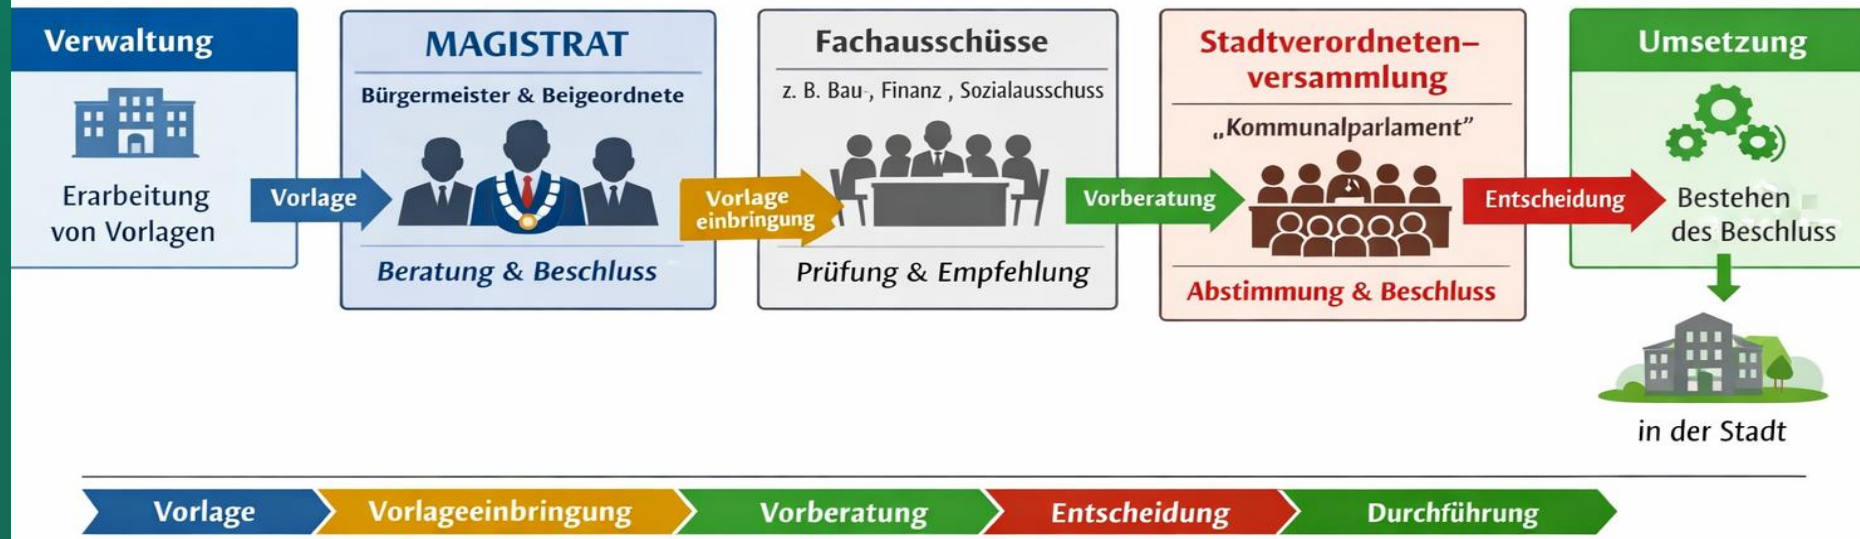 Verwaltung
Erarbeitung
von Vorlagen
Vorlage
MAGISTRAT
Bürgermeister & Beigeordnete
Beratung & Beschluss
Vorlage
einbringung
Fachausschüsse
z. B. Bau-, Finanz , Sozialausschuss
Prüfung & Empfehlung
Vorberatung
Stadtverordneten–
versammlung
„Kommunalparlament”
Abstimmung & Beschluss
Entscheidung
Umsetzung
Bestehen
des Beschluss
in der Stadt
Vorlage
Vorlageeinbringung
Vorberatung
Entscheidung
Durchführung